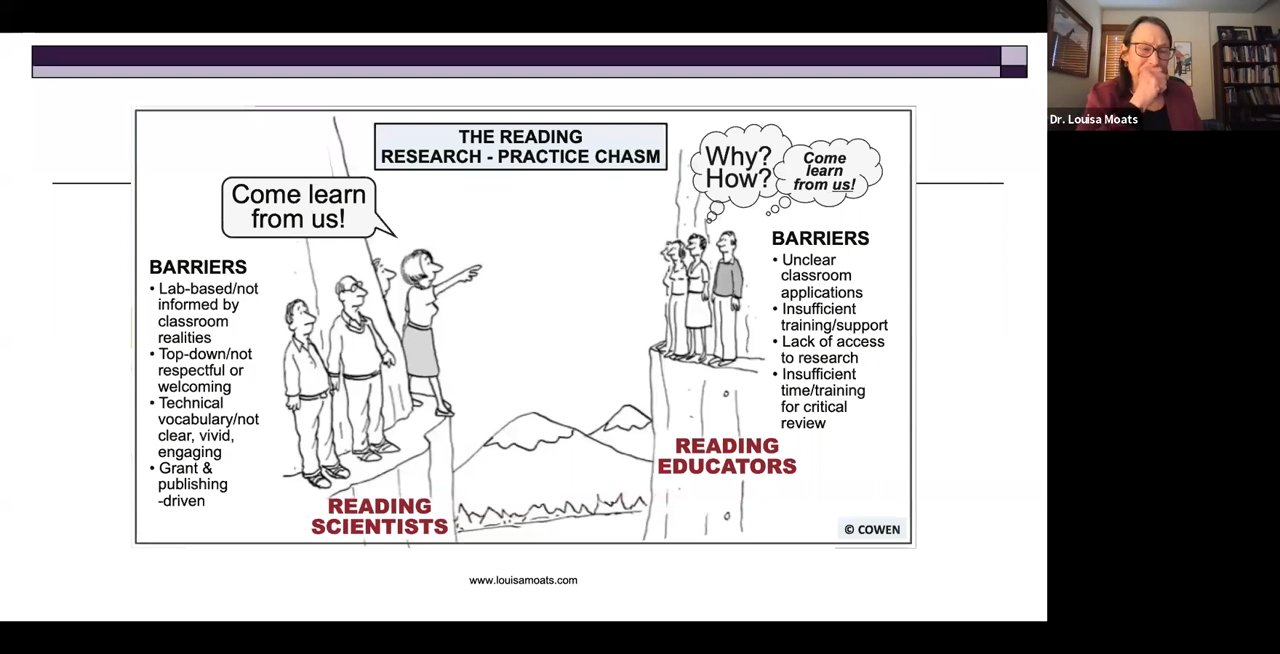 THE READING
RESEARCH - PRACTICE CHASM
Come learn
from us!
Why?
How?
Come
learn
from us!
BARRIERS
• Lab-based/not
informed by
classroom
realities
• Top-down/not
respectful or
welcoming
• Technical
vocabulary/not
clear, vivid,
engaging
• Grant &
publishing
-driven
BARRIERS
• Unclear
classroom
applications
• Insufficient
training/support
• Lack of access
to research
• Insufficient
time/training
for critical
review
READING
SCIENTISTS
READING
EDUCATORS
© COWEN
www.louisamoats.com
Dr. Louisa Moats